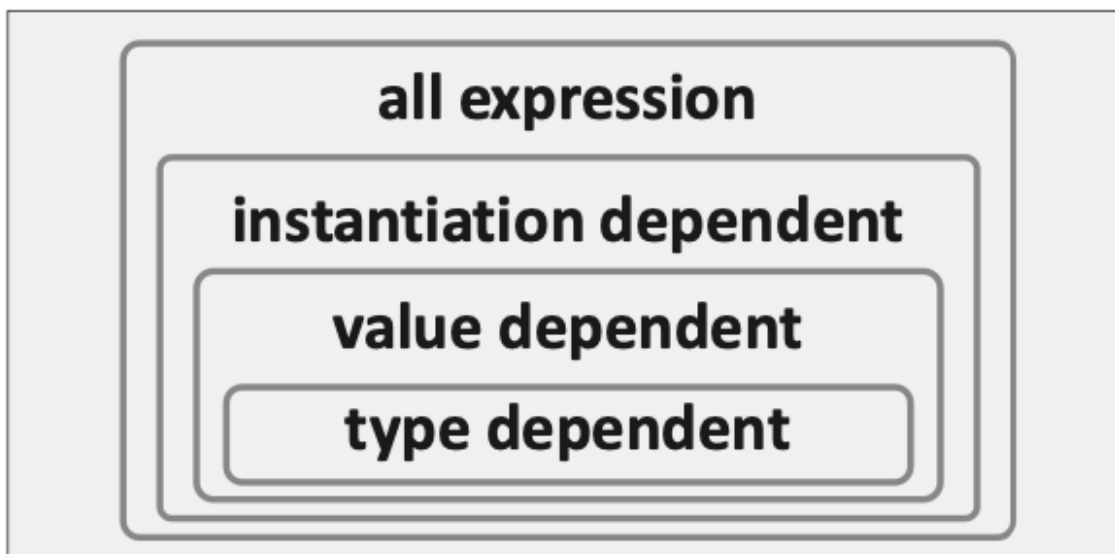 all expression
instantiation dependent
value dependent
type dependent